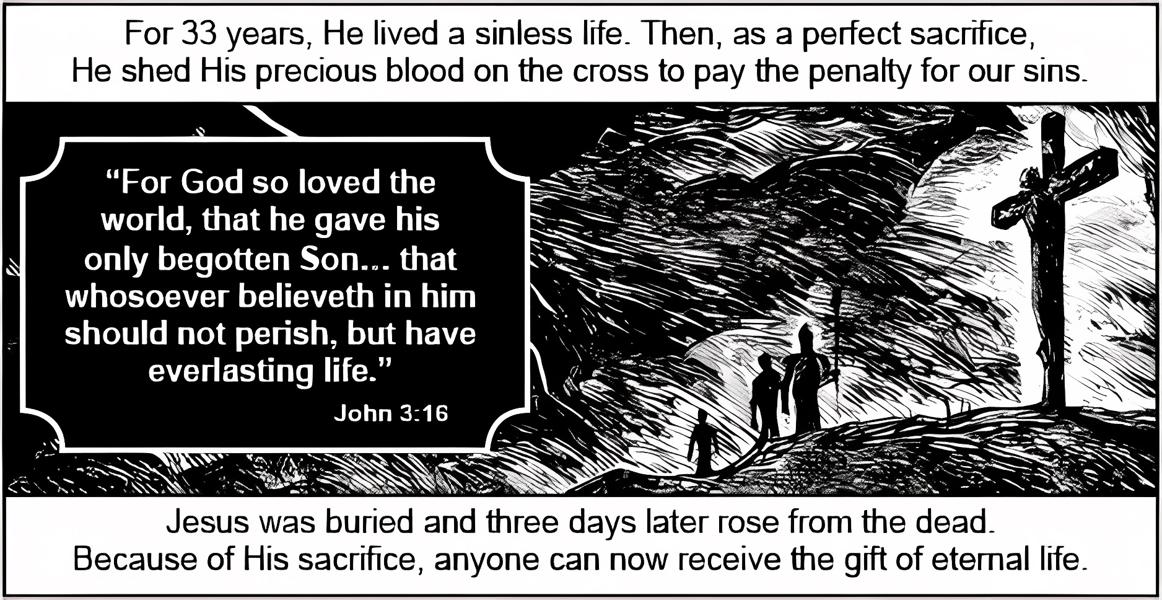 For 33 years, He lived a sinless life. Then, as a perfect sacrifice,
He shed His precious blood on the cross to pay the penalty for our sins.
“For God so loved the
world, that he gave his
only begotten Son... that
whosoever believeth in him
should not perish, but have
everlasting life.”
John 3:16
Jesus was buried and three days later rose from the dead.
Because of His sacrifice, anyone can now receive the gift of eternal life.